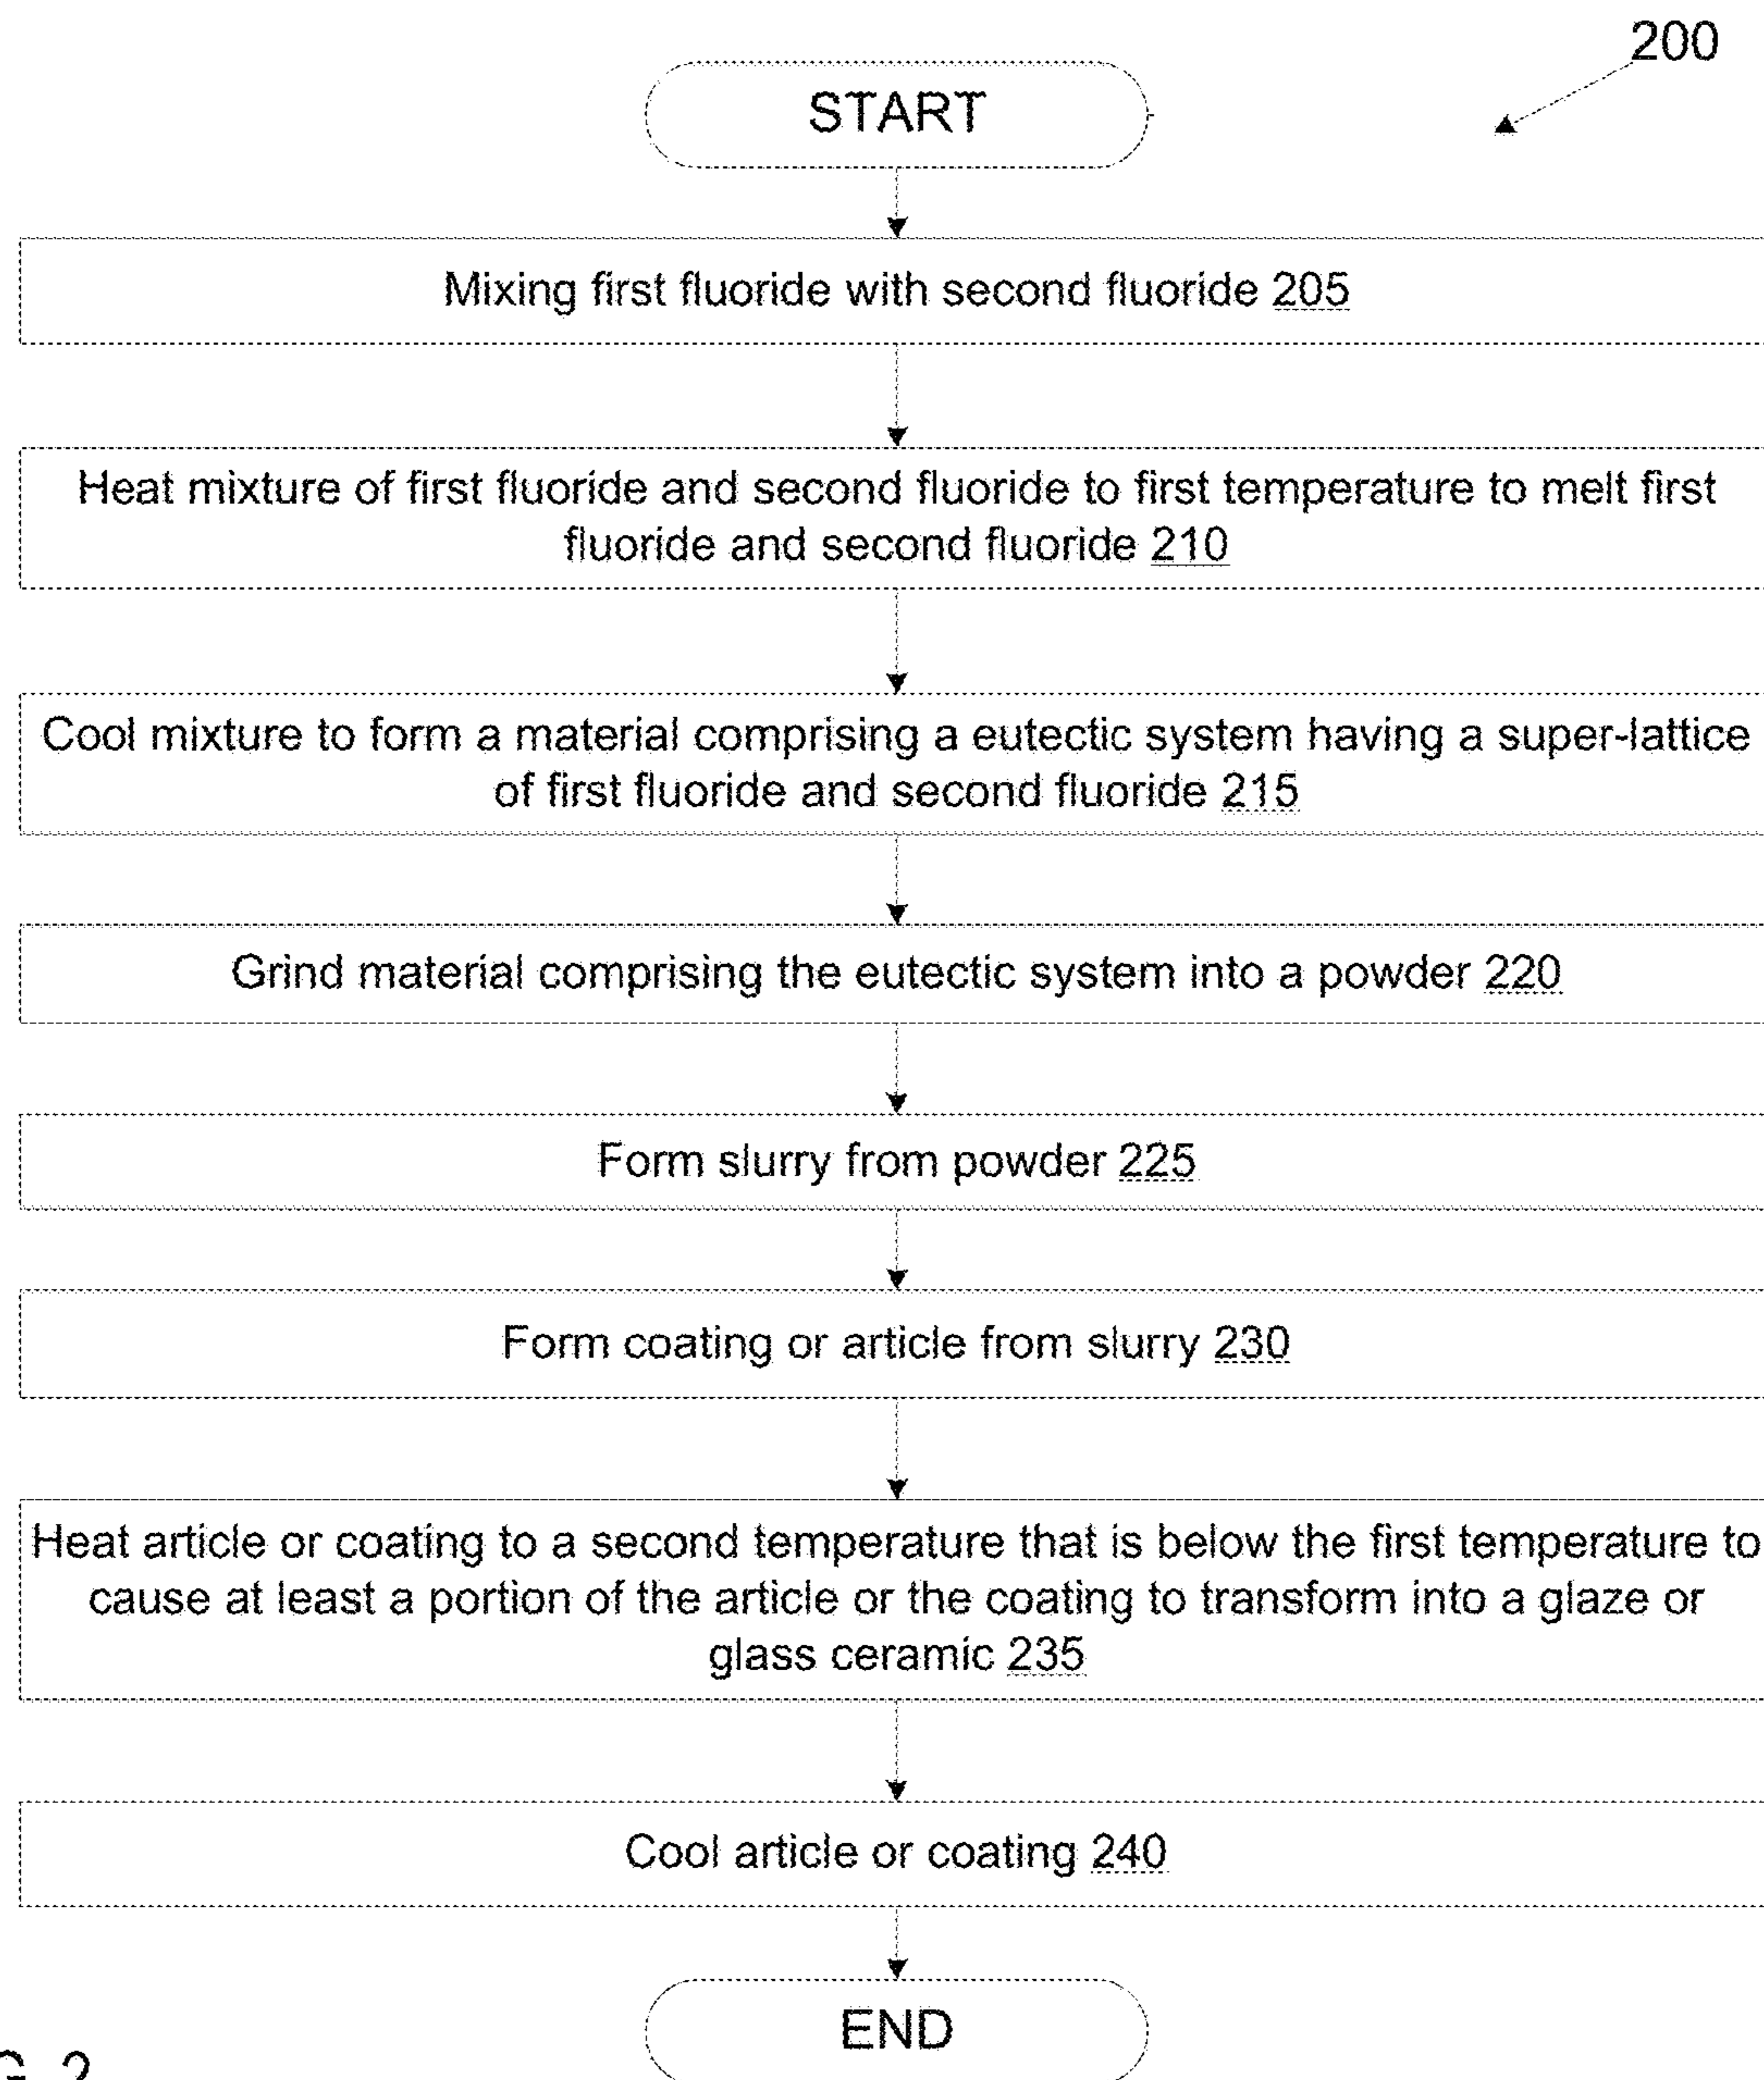 200
START
Mixing first fluoride with second fluoride 205
Heat mixture of first fluoride and second fluoride to first temperature to melt first
fluoride and second fluoride 210
Cool mixture to form a material comprising a eutectic system having a super-lattice
of first fluoride and second fluoride 215
Grind material comprising the eutectic system into a powder 220
Form slurry from powder 225
Form coating or article from slurry 230
Heat article or coating to a second temperature that is below the first temperature to
cause at least a portion of the article or the coating to transform into a glaze or
glass ceramic 235
Cool article or coating 240
END